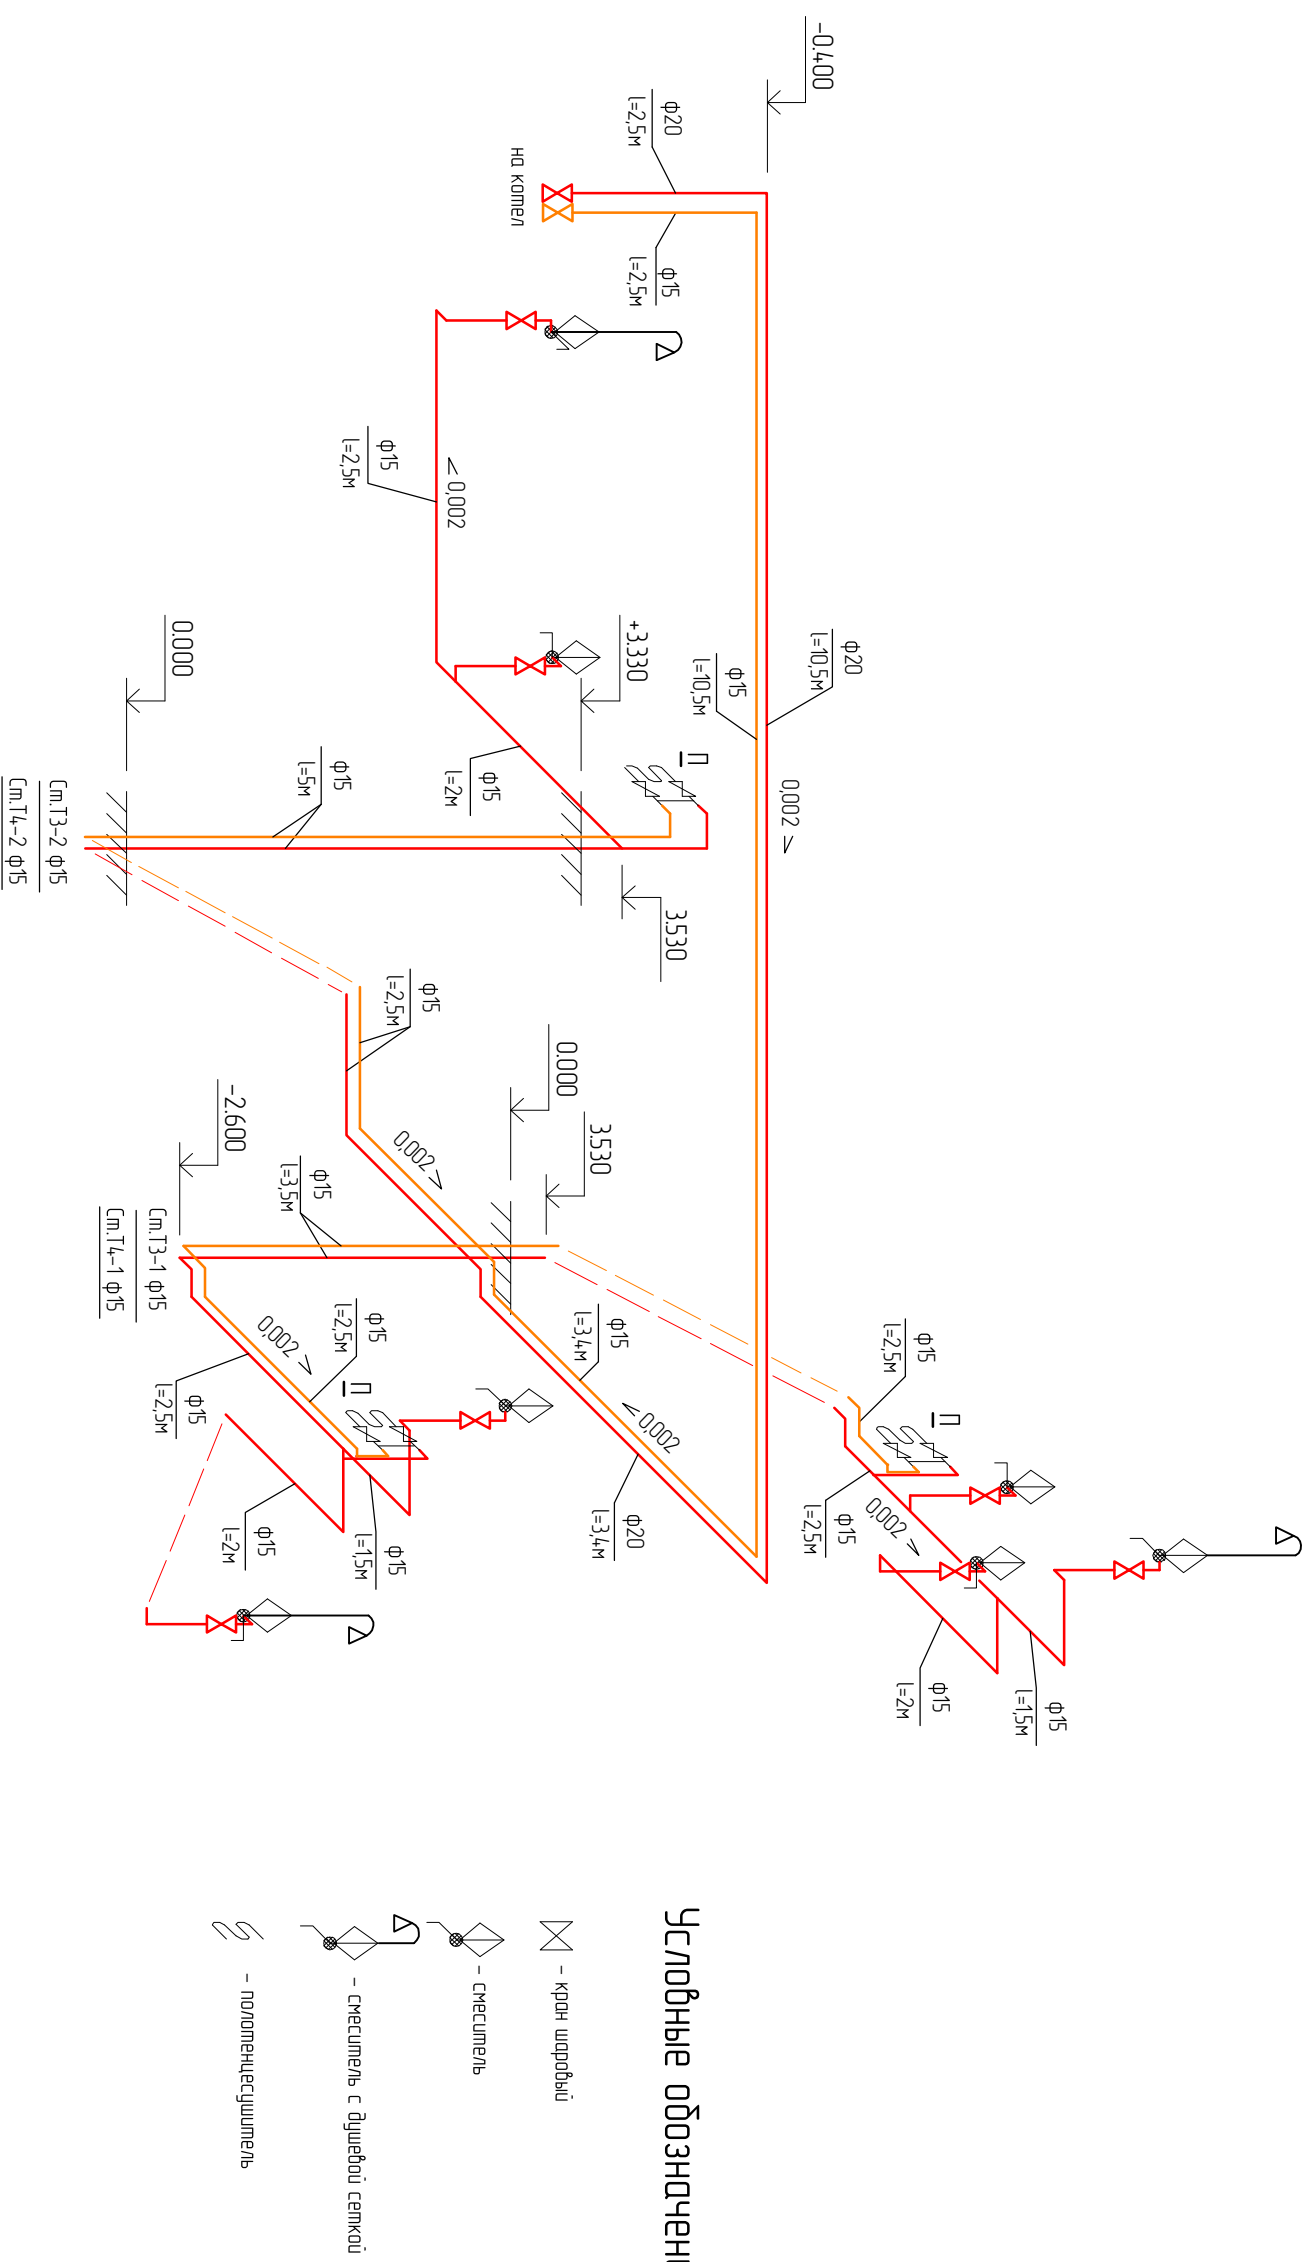 -0.400
ф20
l=2,5м
на котел
ф15
l=2,5м
ф15
l=2,5м
0,002
+3.330
0.000
ф20
l=10,5м
ф15
l=10,5м
0,002
П
ф15
l=2м
ф15
l=5м
Ст.Т3-2 ф15
Ст.Т4-2 ф15
3.530
ф15
l=2,5м
0.000
3.530
-2.600
0,002
ф15
l=3,5м
Ст.Т3-1 ф15
Ст.Т4-1 ф15
ф15
l=2,5м
0,002
ф15
l=2,5м
П
ф15
l=3,4м
0,002
ф20
l=3,4м
ф15
l=1,5м
ф15
l=2м
ф15
l=2,5м
П
ф15
l=2,5м
0,002
ф15
l=2м
ф15
l=1,5м
Условные обозначен
- кран шаровый
- смеситель
- смеситель с душевой сеткой
- полотенцесушитель